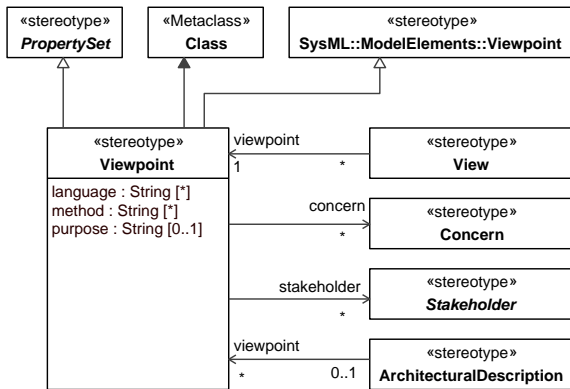 «stereotype»
PropertySet
«Metaclass»
Class
«stereotype»
SysML::ModelElements::Viewpoint
«stereotype»
Viewpoint
language : String [*]
method : String [*]
purpose : String [0..1]
viewpoint
1
*
«stereotype»
View
concern
*
«stereotype»
Concern
stakeholder
*
«stereotype»
Stakeholder
viewpoint
*
0..1
«stereotype»
ArchitecturalDescription